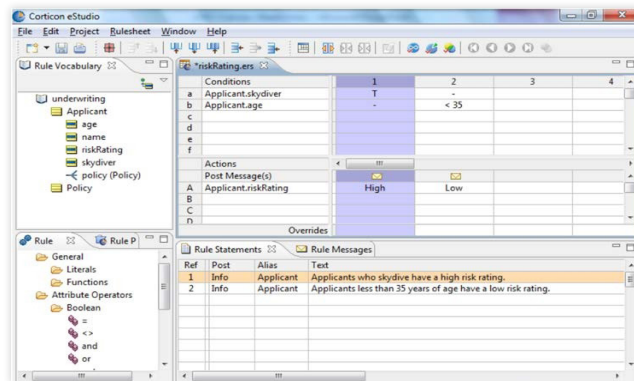 Corticon eStudio
File Edit Project Rulesheet Window Help
Rule Vocabulary
underwriting
Applicant
age
name
riskRating
skydiver
policy (Policy)
Policy
*riskRating.ers
Conditions 1 2 3 4
a Applicant.skydiver T -
b Applicant.age - < 35
c
d
e
f
Actions
Post Message(s)
A Applicant.riskRating High Low
B
C
D
Overrides
Rule Rule P
General
Literals
Functions
Attribute Operators
Boolean
=
<>
and
or
Rule Statements Rule Messages
Ref Post Alias Text
1 Info Applicant Applicants who skydive have a high risk rating.
2 Info Applicant Applicants less than 35 years of age have a low risk rating.